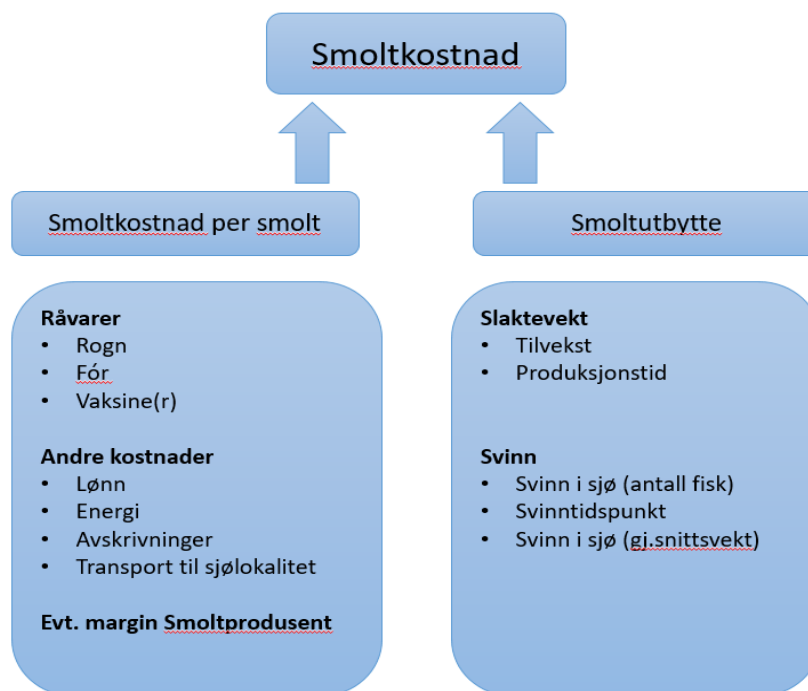 Smoltkostnad
Smoltkostnad per smolt
Smoltutbytte
Råvarer
• Rogn
• Fór
• Vaksine(r)
Andre kostnader
• Lønn
• Energi
• Avskrivninger
• Transport til sjølokalitet
Evt. margin Smoltprodusent
Slaktevekt
• Tilvekst
• Produksjonstid
Svinn
• Svinn i sjø (antall fisk)
• Svinntidspunkt
• Svinn i sjø (gj.snittsvekt)